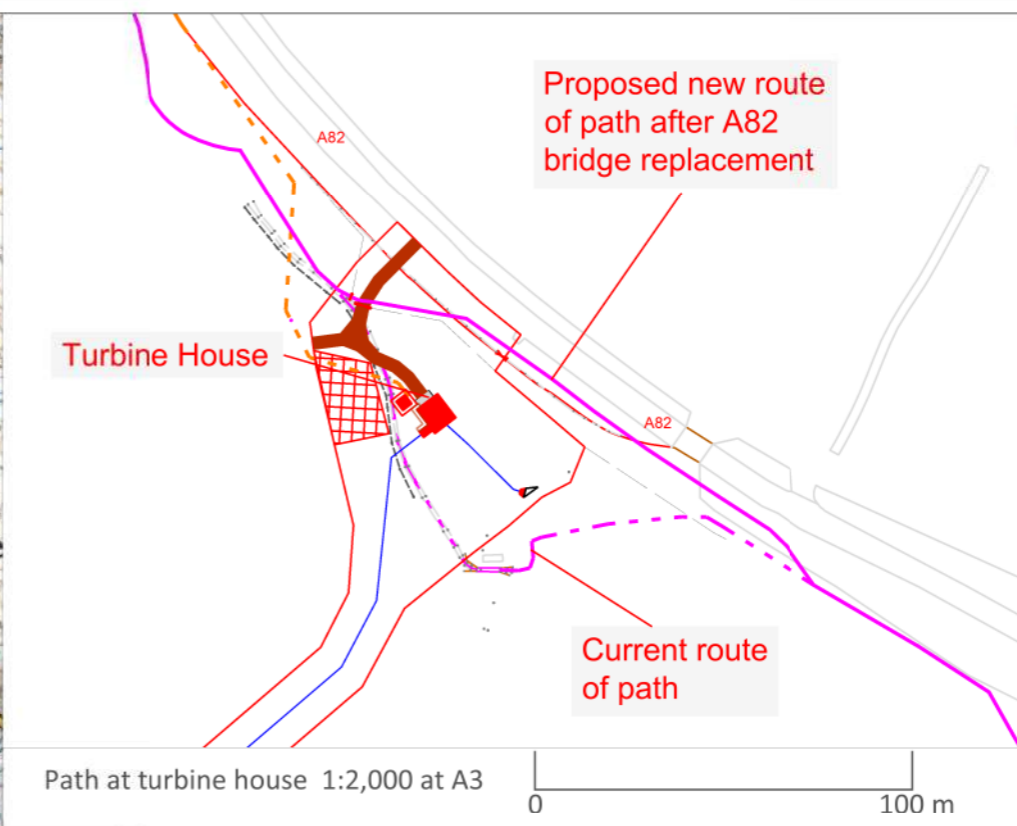 A82
Proposed new route
of path after A82
bridge replacement
Turbine House
A82
Current route
of path
Path at turbine house 1:2,000 at A3
0
100 m